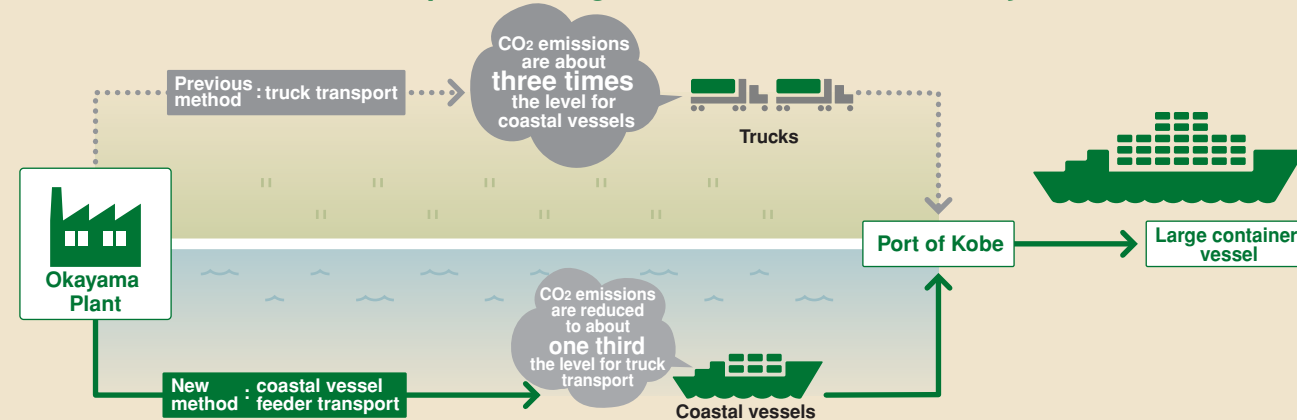 CO2 emissions
are about
three times
the level for
coastal vessels
Previous
method : truck transport
Trucks
Okayama
Plant
Port of Kobe
Large container
vessel
CO2 emissions
are reduced
to about
one third
the level for truck
transport
New
method : coastal vessel
feeder transport
Coastal vessels